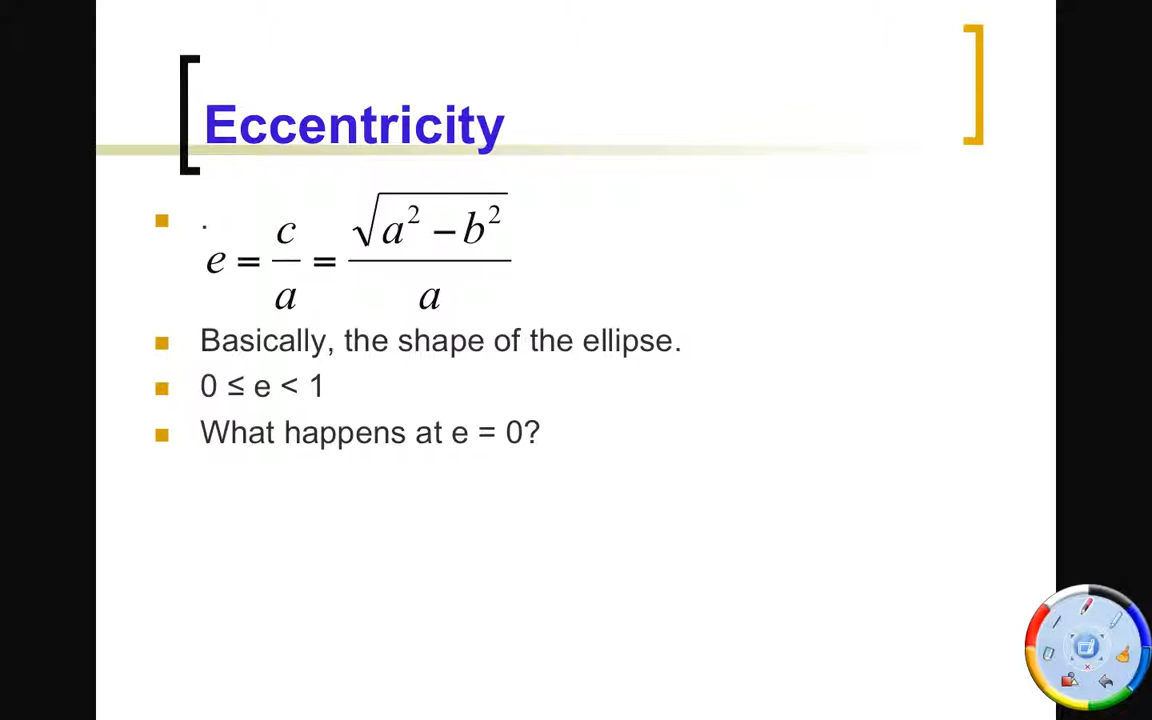 Eccentricity
.
e = c/a = √(a² − b²)/a
Basically, the shape of the ellipse.
0 ≤ e < 1
What happens at e = 0?